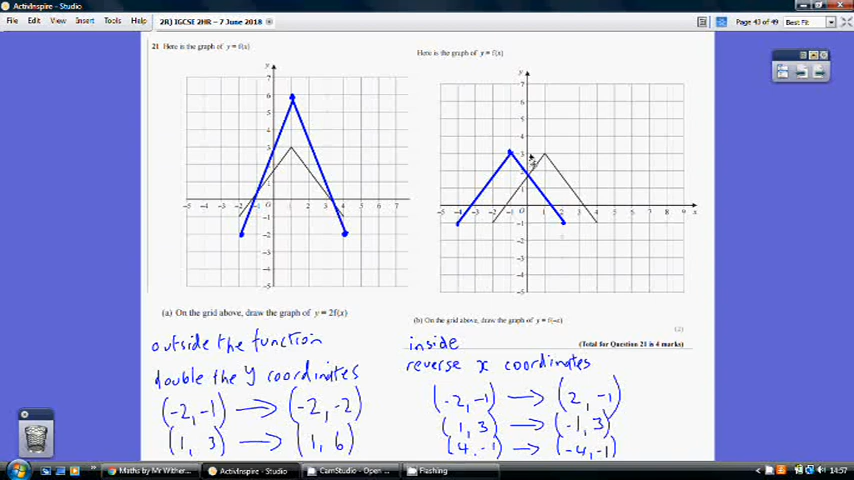 ActivInspire - Studio
File Edit View Insert Tools Help
2R) IGCSE 2HR – 7 June 2018
Page 43 of 49
Best Fit
21 Here is the graph of y = f(x)
Here is the graph of y = f(x)
(a) On the grid above, draw the graph of y = 2f(x)
(b) On the grid above, draw the graph of y = f(–x)
(2)
(Total for Question 21 is 4 marks)
outside the function
double the y coordinates
(-2,-1) → (-2,-2)
(1, 3) → (1, 6)
inside
reverse x coordinates
(-2,-1) → (2,-1)
(1, 3) → (-1, 3)
(4,-1) → (-4,-1)
Maths by Mr Wither...
ActivInspire - Studio
CamStudio - Open ...
Flashing
14:57